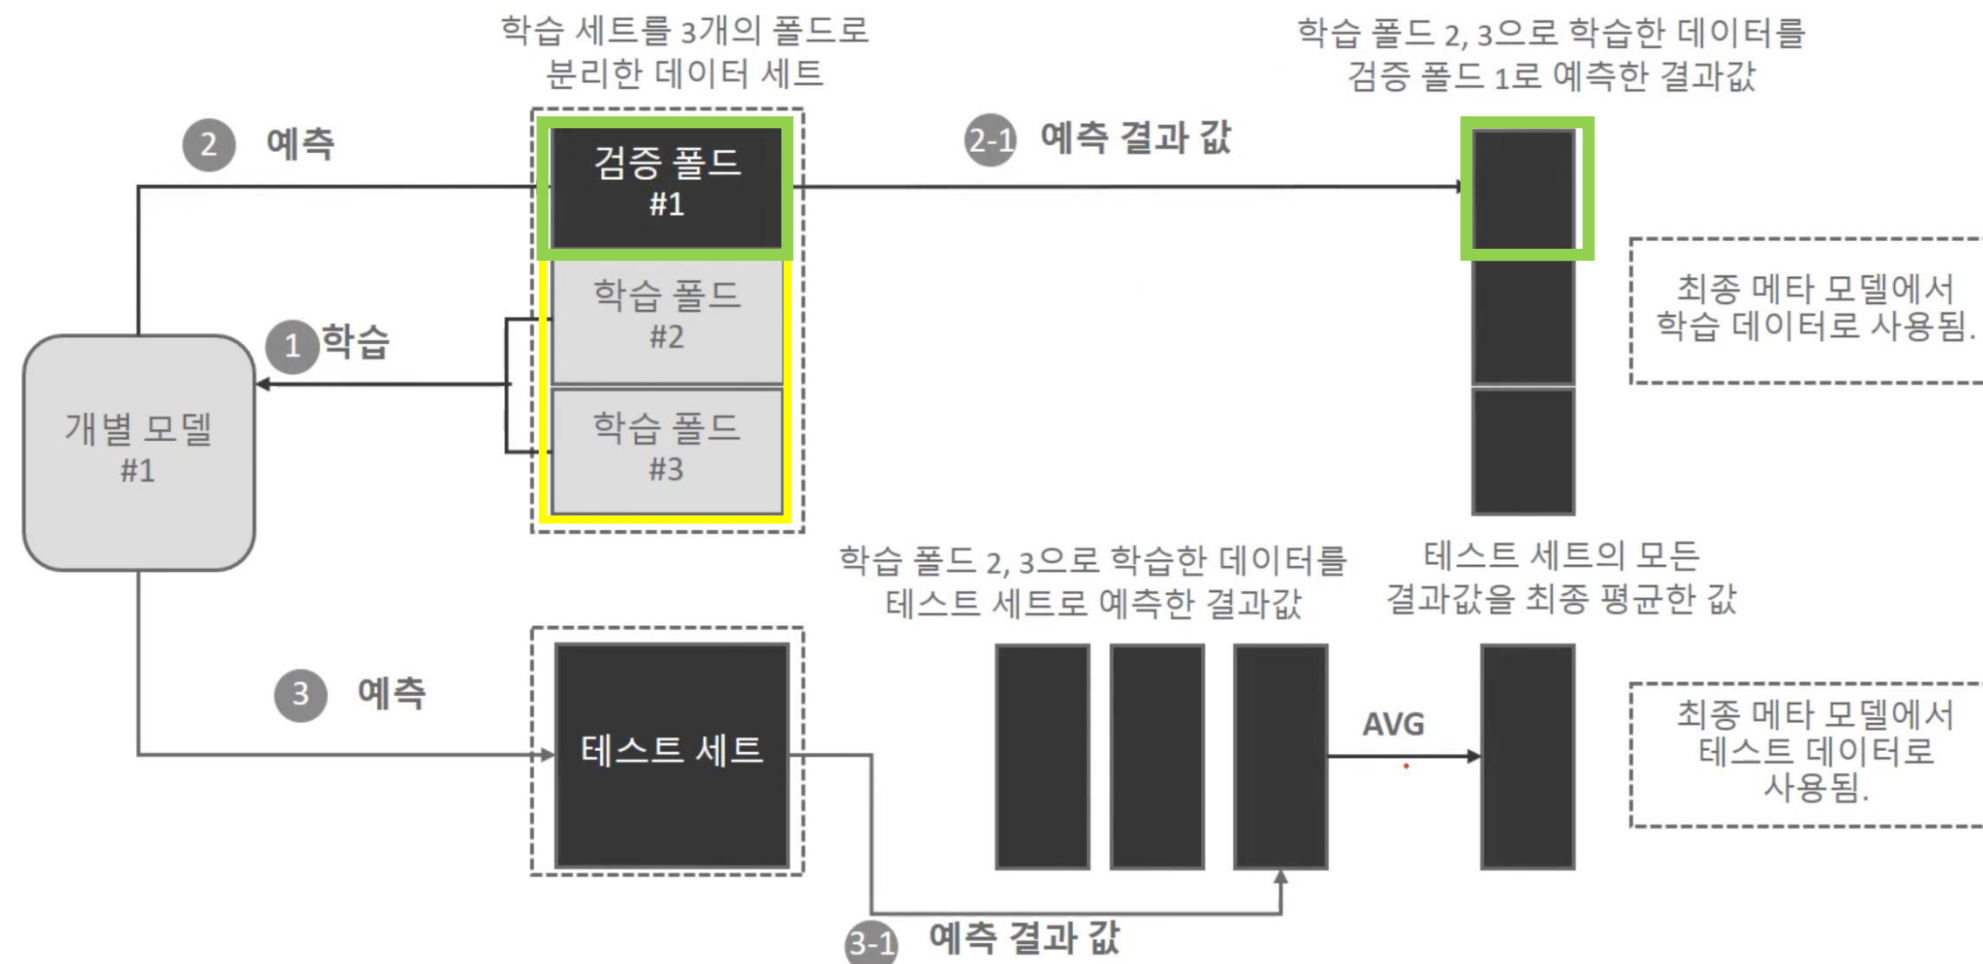 학습 세트를 3개의 폴드로
분리한 데이터 세트
학습 폴드 2, 3으로 학습한 데이터를
검증 폴드 1로 예측한 결과값
2 예측
검증 폴드
#1
2-1 예측 결과 값
학습 폴드
#2
1 학습
최종 메타 모델에서
학습 데이터로 사용됨.
개별 모델
#1
학습 폴드
#3
학습 폴드 2, 3으로 학습한 데이터를
테스트 세트로 예측한 결과값
테스트 세트의 모든
결과값을 최종 평균한 값
3 예측
테스트 세트
AVG
최종 메타 모델에서
테스트 데이터로
사용됨.
3-1 예측 결과 값